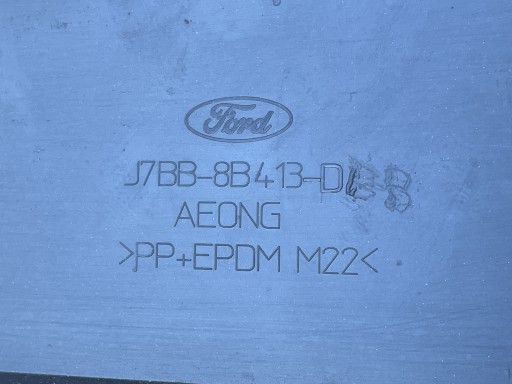 Ford
J7BB-8B413-D
AEONG
>PP+EPDM M22<